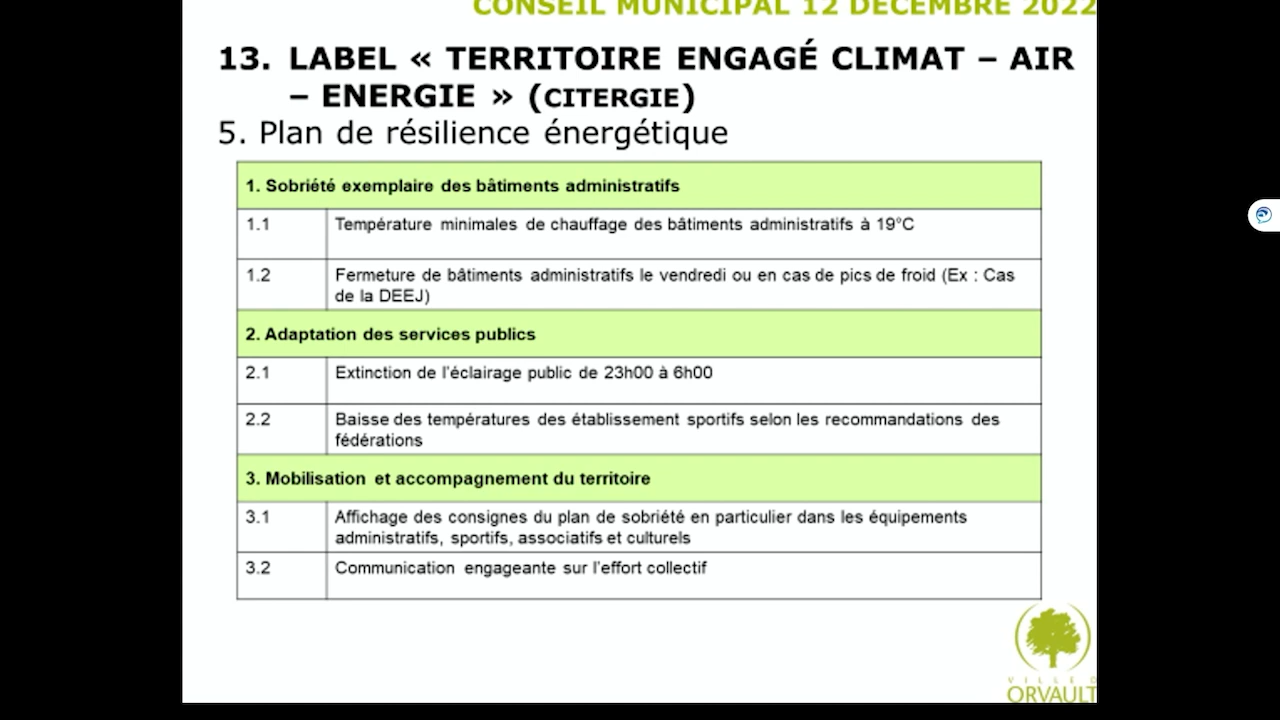 CONSEIL MUNICIPAL 12 DECEMBRE 2022
13. LABEL « TERRITOIRE ENGAGÉ CLIMAT – AIR
– ENERGIE » (CITERGIE)
5. Plan de résilience énergétique
1. Sobriété exemplaire des bâtiments administratifs
1.1 Température minimales de chauffage des bâtiments administratifs à 19°C
1.2 Fermeture de bâtiments administratifs le vendredi ou en cas de pics de froid (Ex : Cas
de la DEEJ)
2. Adaptation des services publics
2.1 Extinction de l'éclairage public de 23h00 à 6h00
2.2 Baisse des températures des établissement sportifs selon les recommandations des
fédérations
3. Mobilisation et accompagnement du territoire
3.1 Affichage des consignes du plan de sobriété en particulier dans les équipements
administratifs, sportifs, associatifs et culturels
3.2 Communication engageante sur l'effort collectif
VILLE D
ORVAULT